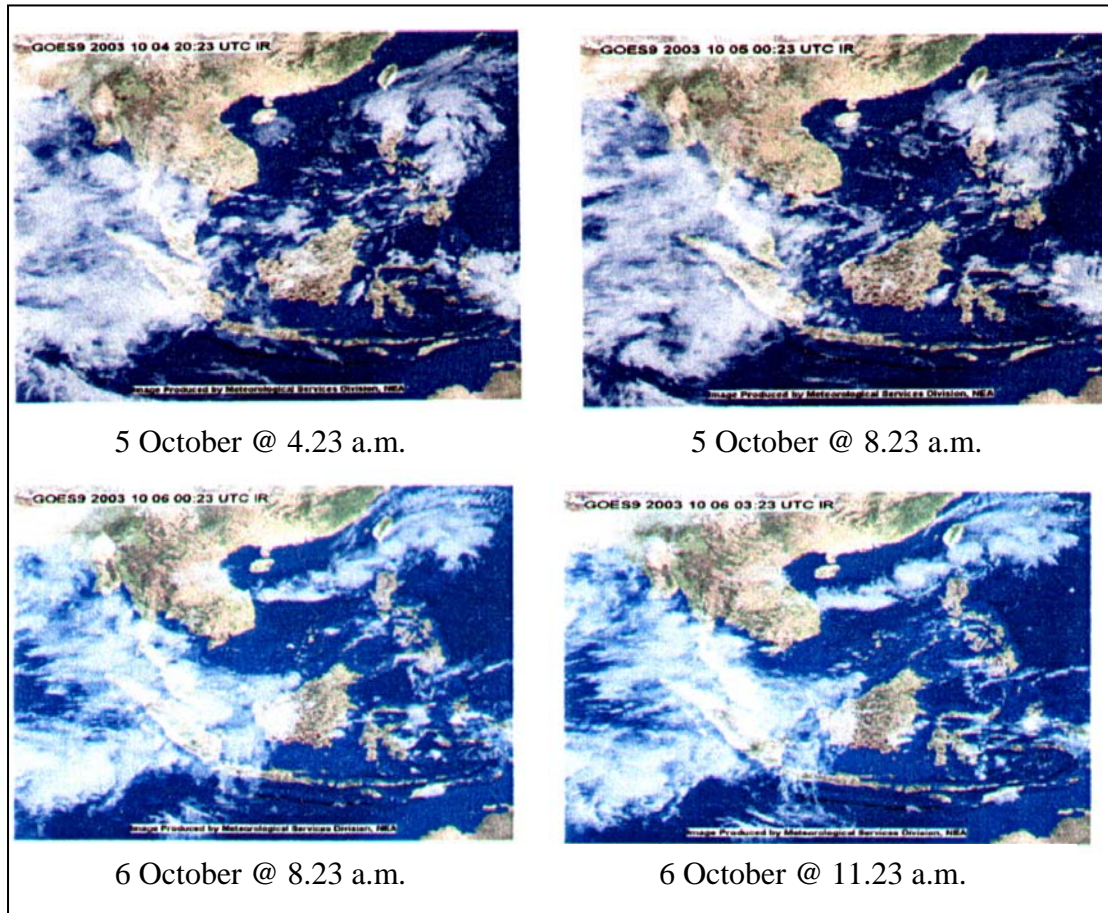 GOES9 2003 10 04 20:23 UTC IR
Image Produced by Meteorological Services Division, NEA
5 October @ 4.23 a.m.
GOES9 2003 10 05 00:23 UTC IR
Image Produced by Meteorological Services Division, NEA
5 October @ 8.23 a.m.
GOES9 2003 10 06 00:23 UTC IR
Image Produced by Meteorological Services Division, NEA
6 October @ 8.23 a.m.
GOES9 2003 10 06 03:23 UTC IR
Image Produced by Meteorological Services Division, NEA
6 October @ 11.23 a.m.